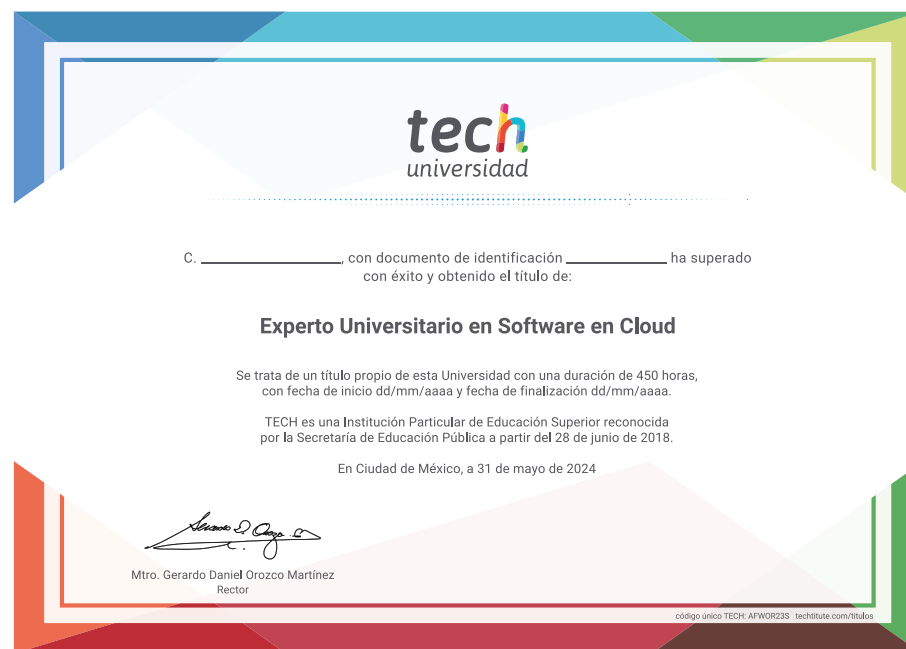 tech
universidad
C. ____________, con documento de identificación ____________ ha superado
con éxito y obtenido el título de:
Experto Universitario en Software en Cloud
Se trata de un título propio de esta Universidad con una duración de 450 horas,
con fecha de inicio dd/mm/aaaa y fecha de finalización dd/mm/aaaa.
TECH es una Institución Particular de Educación Superior reconocida
por la Secretaría de Educación Pública a partir del 28 de junio de 2018.
En Ciudad de México, a 31 de mayo de 2024
Mtro. Gerardo Daniel Orozco Martínez
Rector
código único TECH: AFWOR23S techtitute.com/titulos